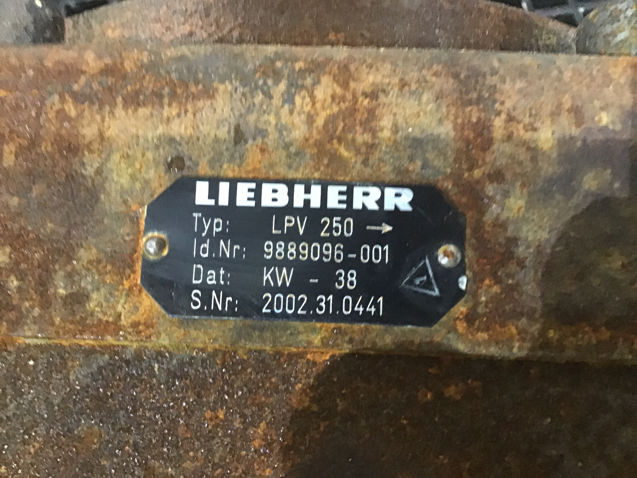 LIEBHERR
Typ: LPV 250 →
Id.Nr: 9889096-001
Dat: KW - 38
S.Nr: 2002.31.0441